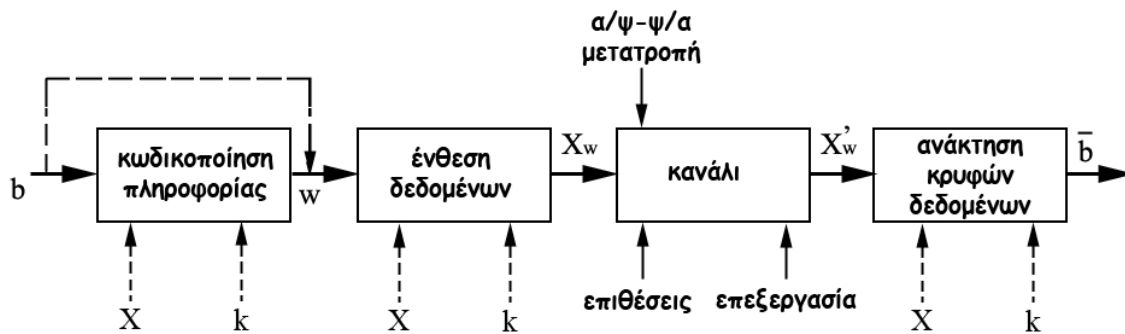 α/ψ-ψ/α
μετατροπή
b
κωδικοποίηση
πληροφορίας
w
ένθεση
δεδομένων
Xw
κανάλι
X'w
ανάκτηση
κρυφών
δεδομένων
b̄
X
k
X
k
επιθέσεις
επεξεργασία
X
k